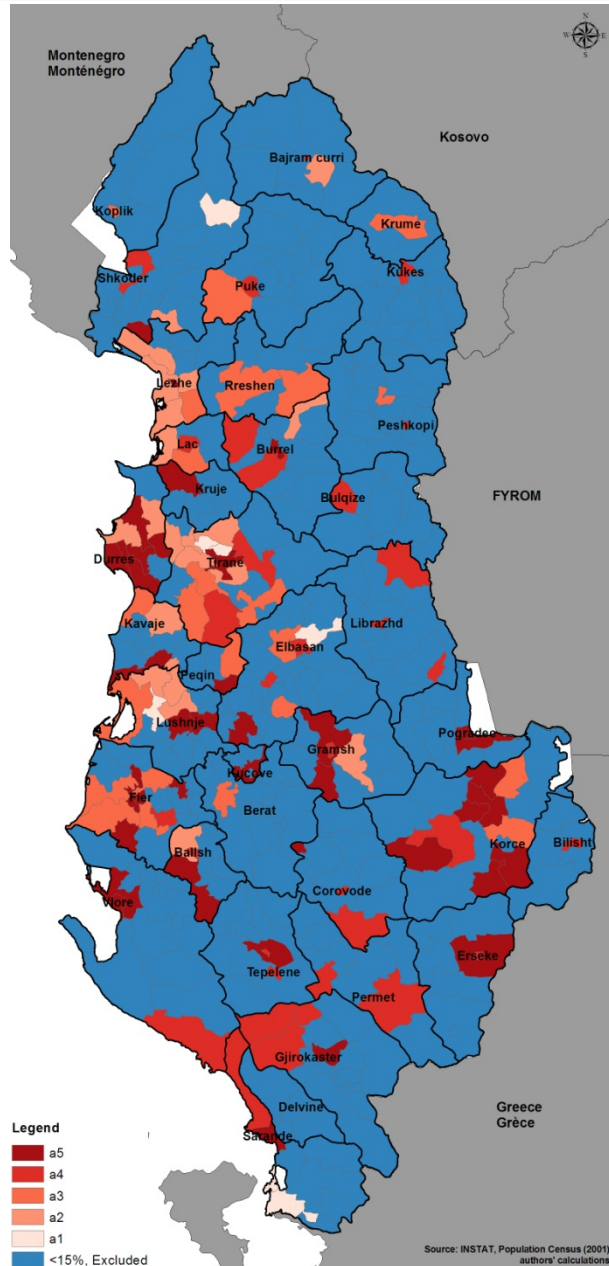 Montenegro
Monténégro
N
W E
S
Kosovo
Bajram curri
Koplik
Krume
Kukes
Shkoder
Puke
Lezhe
Rreshen
Peshkopi
Lac
Burrel
Kruje
Bulqize
FYROM
Durres
Tirane
Kavaje
Librazhd
Elbasan
Peqin
Lushnje
Pogradec
Gramsh
Kucove
Fier
Berat
Ballsh
Korce
Bilisht
Vlore
Corovode
Erseke
Tepelene
Permet
Gjirokaster
Delvine
Sarande
Greece
Grèce
Legend
a5
a4
a3
a2
a1
<15%, Excluded
Source: INSTAT, Population Census (2001)
authors' calculations